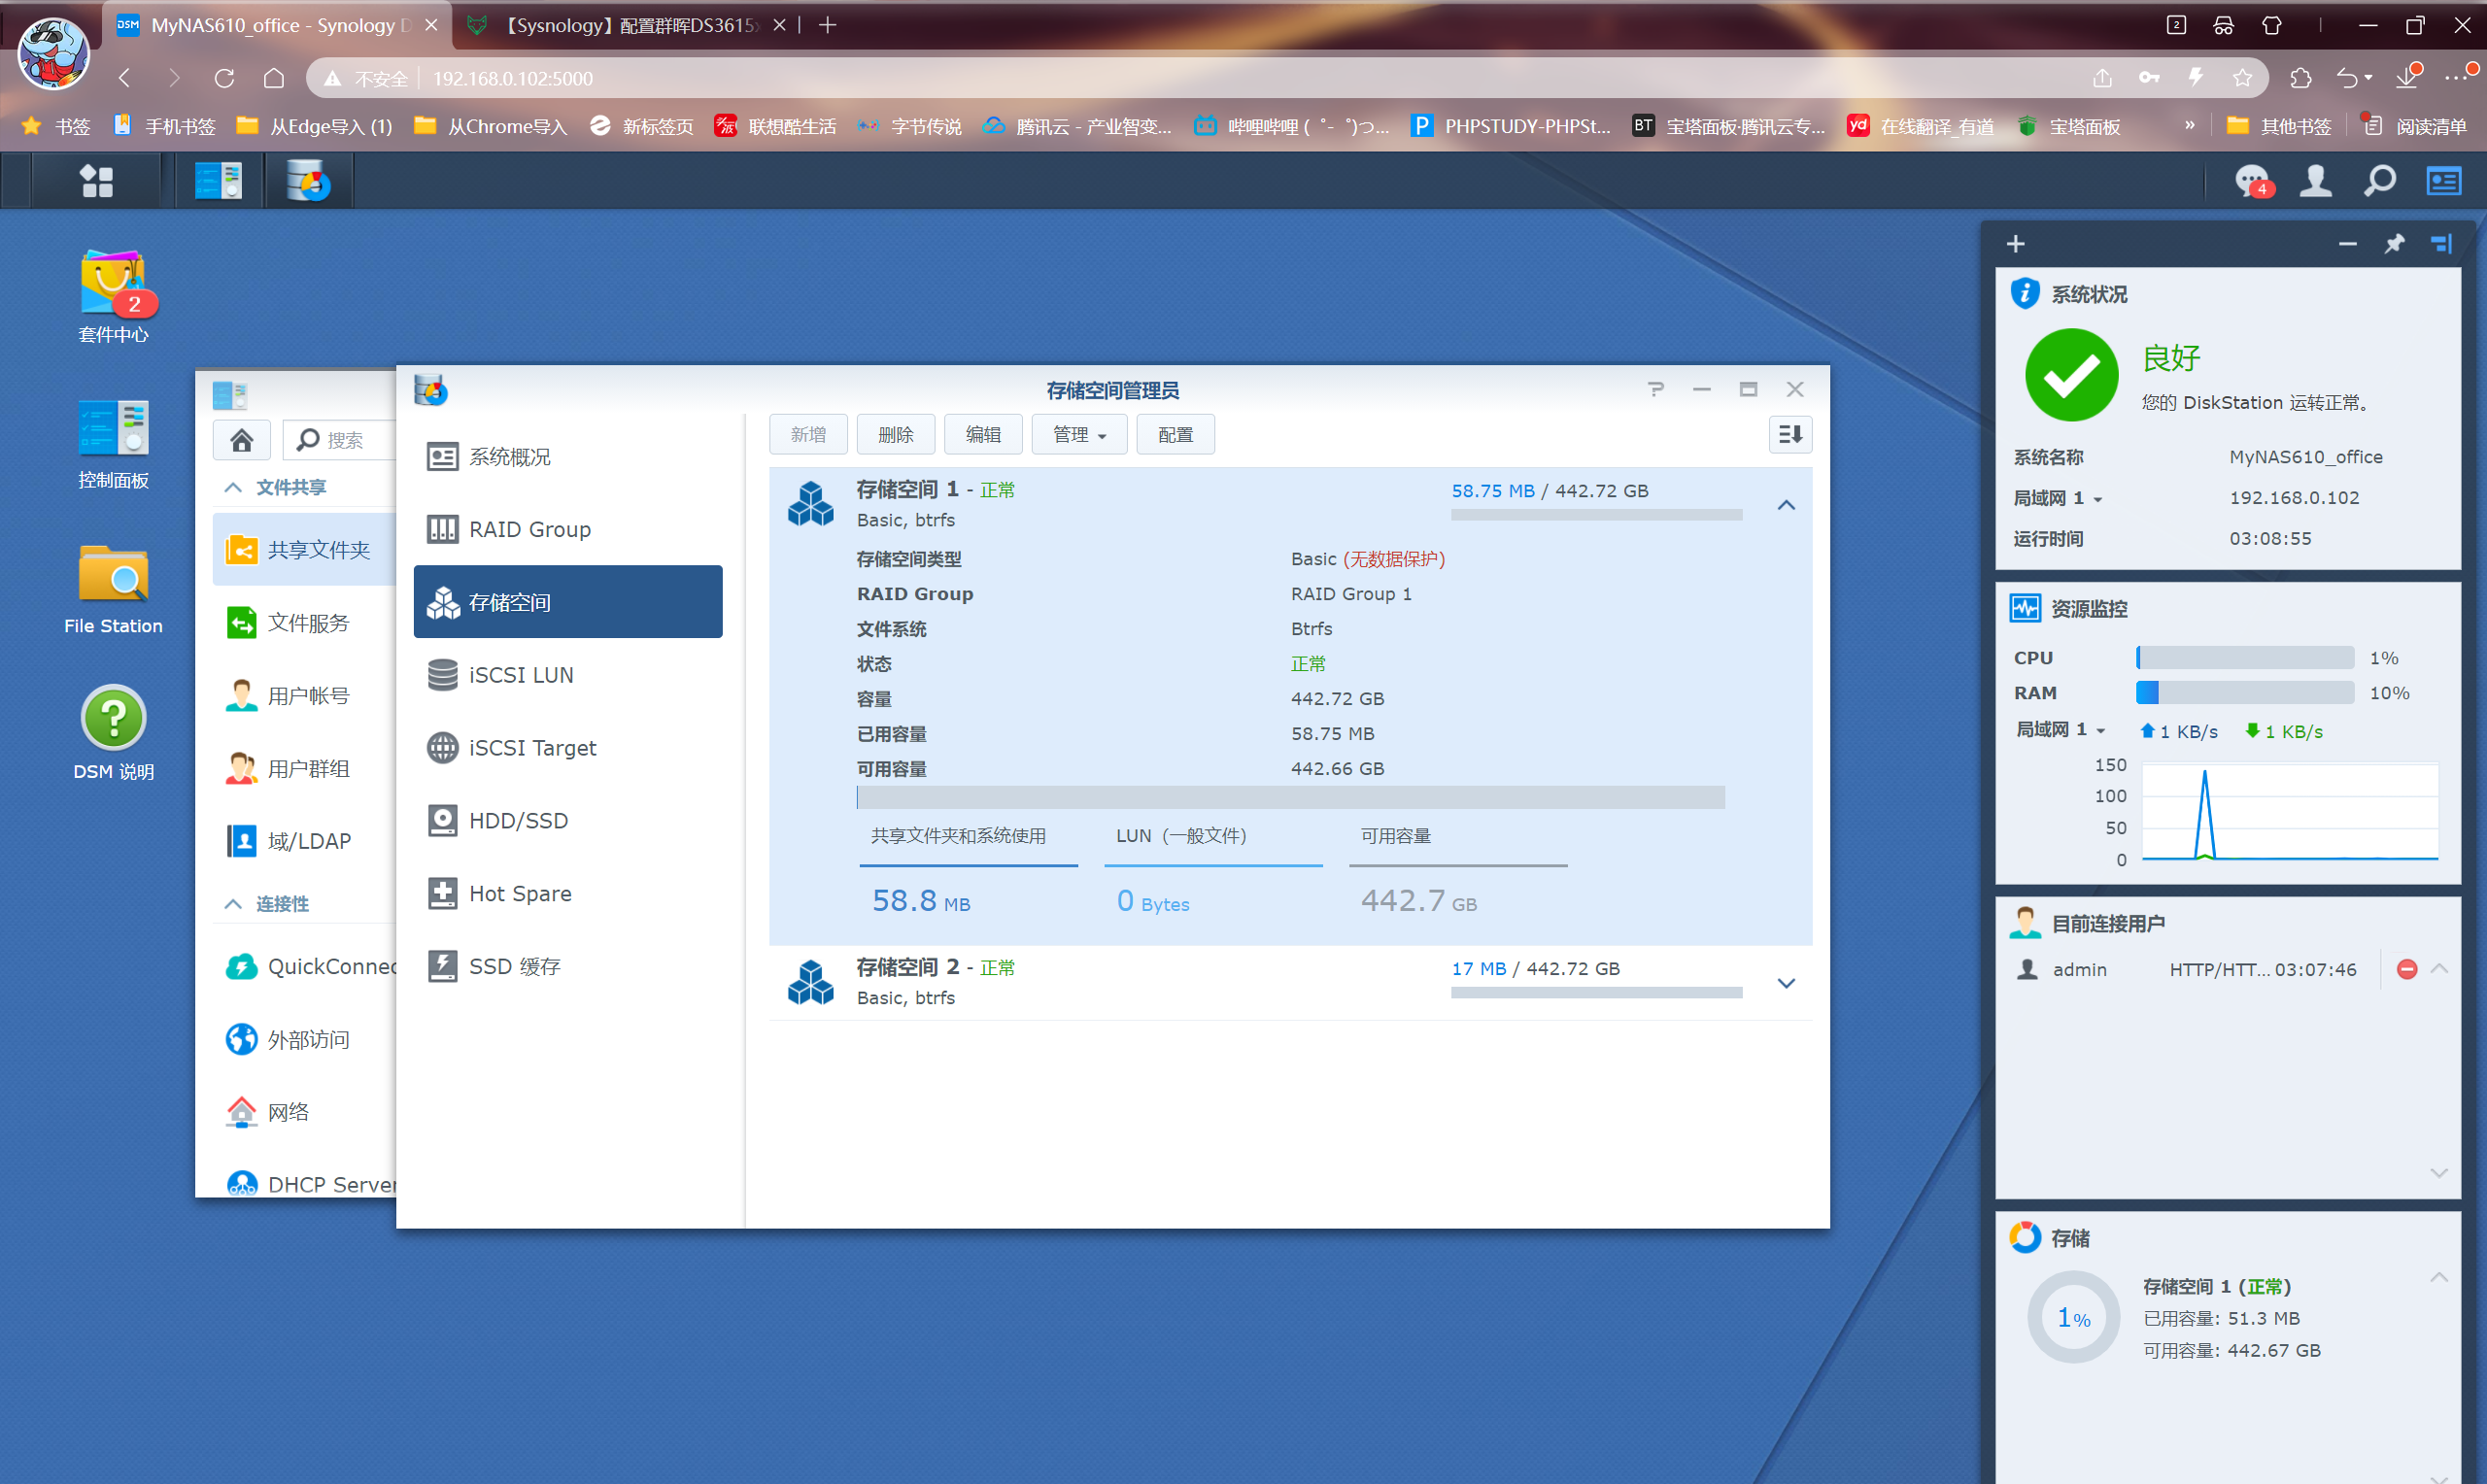 MyNAS610_office - Synology D
【Sysnology】配置群晖DS3615x
2
不安全
192.168.0.102:5000
书签
手机书签
从Edge导入 (1)
从Chrome导入
新标签页
联想酷生活
字节传说
腾讯云 - 产业智变...
哔哩哔哩 ( ゜- ゜)つ...
PHPSTUDY-PHPSt...
BT
宝塔面板·腾讯云专...
yd
在线翻译_有道
宝塔面板
»
其他书签
阅读清单
4
2
套件中心
控制面板
File Station
DSM 说明
搜索
文件共享
共享文件夹
文件服务
用户帐号
用户群组
域/LDAP
连接性
QuickConnec
外部访问
网络
DHCP Server
存储空间管理员
系统概况
RAID Group
存储空间
iSCSI LUN
iSCSI Target
HDD/SSD
Hot Spare
SSD 缓存
新增
删除
编辑
管理
配置
存储空间 1 - 正常
58.75 MB / 442.72 GB
Basic, btrfs
存储空间类型
Basic (无数据保护)
RAID Group
RAID Group 1
文件系统
Btrfs
状态
正常
容量
442.72 GB
已用容量
58.75 MB
可用容量
442.66 GB
共享文件夹和系统使用
LUN（一般文件）
可用容量
58.8 MB
0 Bytes
442.7 GB
存储空间 2 - 正常
17 MB / 442.72 GB
Basic, btrfs
系统状况
良好
您的 DiskStation 运转正常。
系统名称
MyNAS610_office
局域网 1
192.168.0.102
运行时间
03:08:55
资源监控
CPU
1%
RAM
10%
局域网 1
1 KB/s
1 KB/s
150
100
50
0
目前连接用户
admin
HTTP/HTT...
03:07:46
存储
1%
存储空间 1 (正常)
已用容量: 51.3 MB
可用容量: 442.67 GB